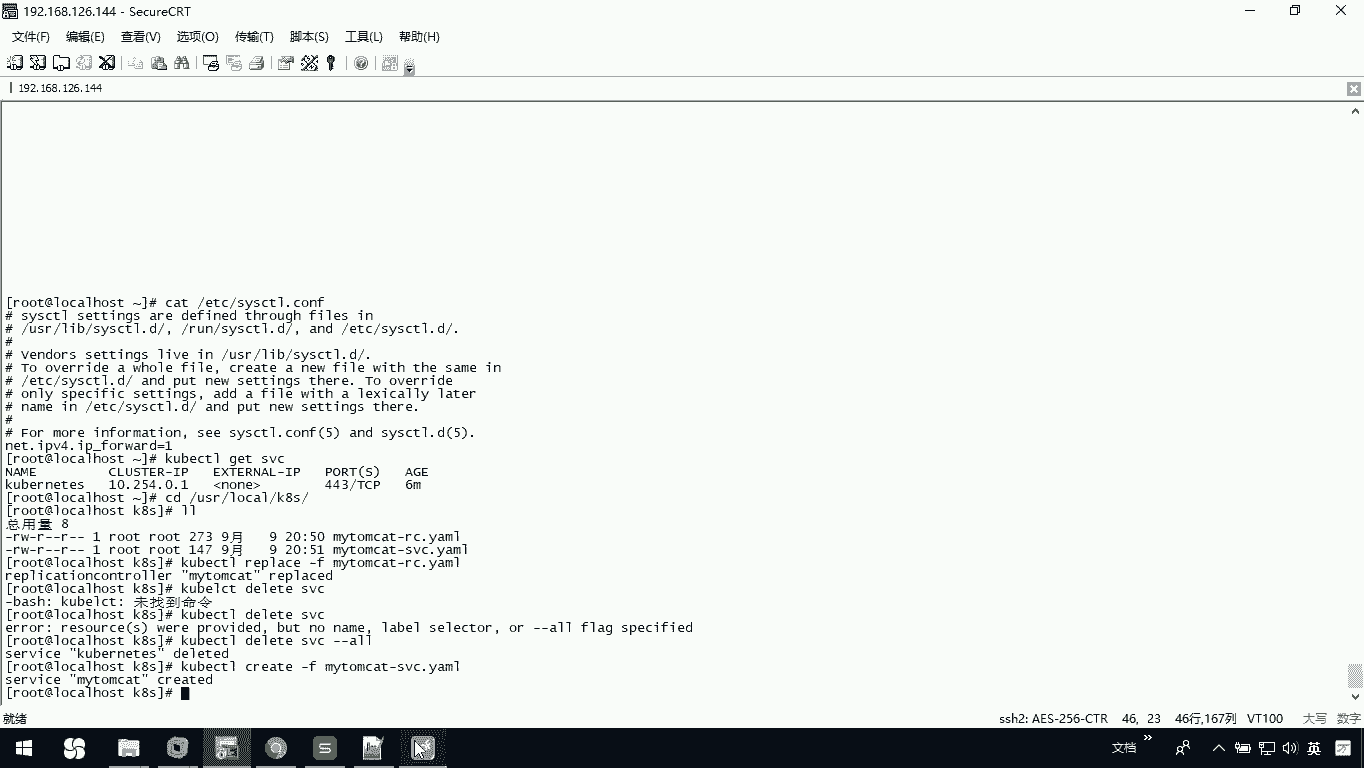 192.168.126.144 - SecureCRT
文件(F) 编辑(E) 查看(V) 选项(O) 传输(T) 脚本(S) 工具(L) 帮助(H)
192.168.126.144
[root@localhost ~]# cat /etc/sysctl.conf
# sysctl settings are defined through files in
# /usr/lib/sysctl.d/, /run/sysctl.d/, and /etc/sysctl.d/.
#
# Vendors settings live in /usr/lib/sysctl.d/.
# To override a whole file, create a new file with the same in
# /etc/sysctl.d/ and put new settings there. To override
# only specific settings, add a file with a lexically later
# name in /etc/sysctl.d/ and put new settings there.
#
# For more information, see sysctl.conf(5) and sysctl.d(5).
net.ipv4.ip_forward=1
[root@localhost ~]# kubectl get svc
NAME CLUSTER-IP EXTERNAL-IP PORT(S) AGE
kubernetes 10.254.0.1 <none> 443/TCP 6m
[root@localhost ~]# cd /usr/local/k8s/
[root@localhost k8s]# ll
总用量 8
-rw-r--r-- 1 root root 273 9月 9 20:50 mytomcat-rc.yaml
-rw-r--r-- 1 root root 147 9月 9 20:51 mytomcat-svc.yaml
[root@localhost k8s]# kubectl replace -f mytomcat-rc.yaml
replicationcontroller "mytomcat" replaced
[root@localhost k8s]# kubelct delete svc
-bash: kubelct: 未找到命令
[root@localhost k8s]# kubectl delete svc
error: resource(s) were provided, but no name, label selector, or --all flag specified
[root@localhost k8s]# kubectl delete svc --all
service "kubernetes" deleted
[root@localhost k8s]# kubectl create -f mytomcat-svc.yaml
service "mytomcat" created
[root@localhost k8s]#
就绪 ssh2: AES-256-CTR 46, 23 46行,167列 VT100 大写 数字
文档 英